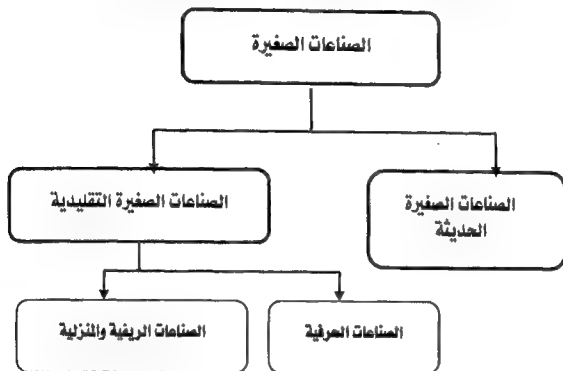 الصناعات الصغيرة
الصناعات الصغيرة
الحديثة
الصناعات الصغيرة التقليدية
الصناعات الحرفية
الصناعات الريفية والمنزلية